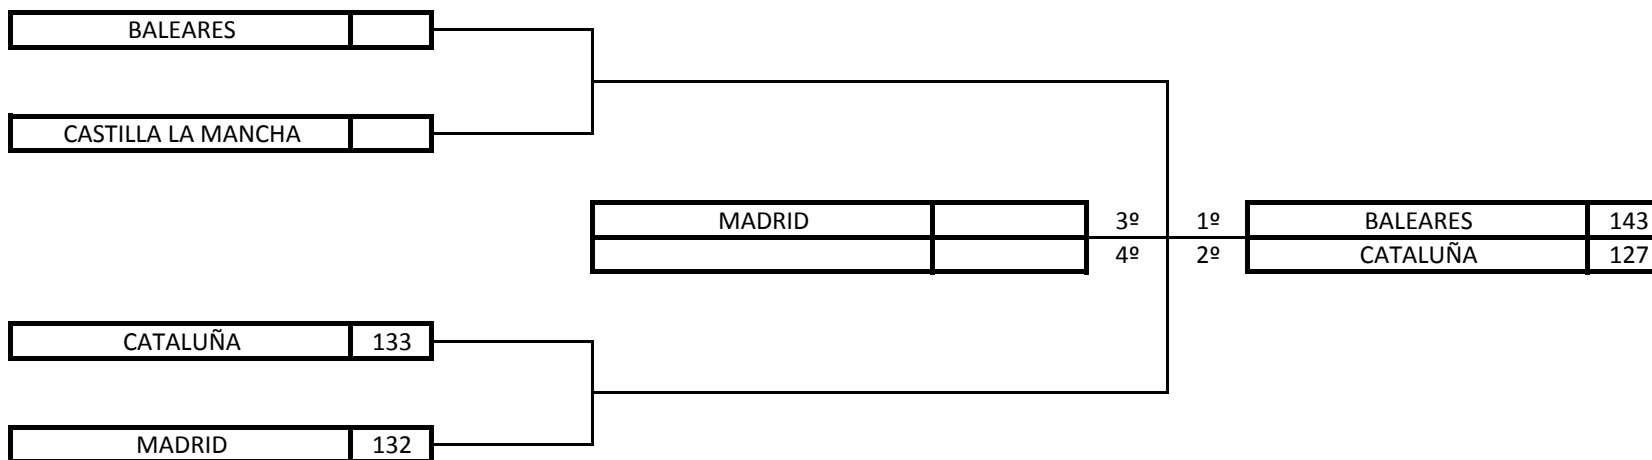 BALEARES
CASTILLA LA MANCHA
MADRID 3º 1º BALEARES 143
4º 2º CATALUÑA 127
CATALUÑA 133
MADRID 132